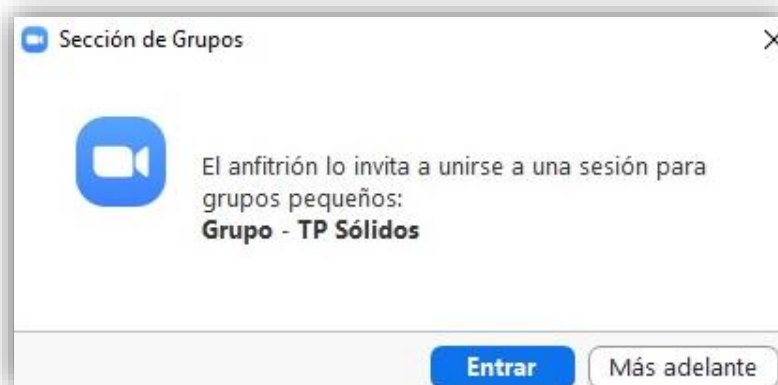 Sección de Grupos
El anfitrión lo invita a unirse a una sesión para
grupos pequeños:
Grupo - TP Sólidos
Entrar
Más adelante